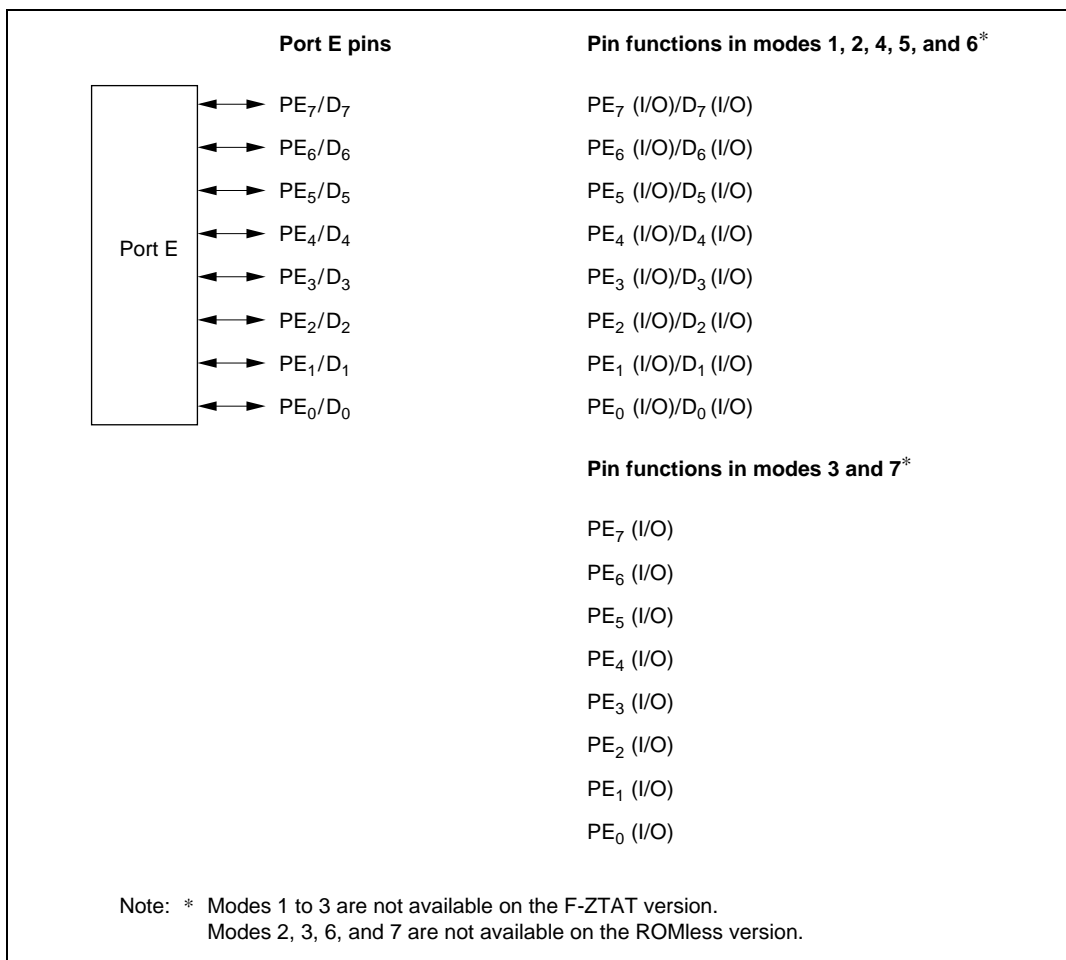 Port E pins Pin functions in modes 1, 2, 4, 5, and 6*
PE₇/D₇ PE₇ (I/O)/D₇ (I/O)
PE₆/D₆ PE₆ (I/O)/D₆ (I/O)
PE₅/D₅ PE₅ (I/O)/D₅ (I/O)
PE₄/D₄ PE₄ (I/O)/D₄ (I/O)
Port E
PE₃/D₃ PE₃ (I/O)/D₃ (I/O)
PE₂/D₂ PE₂ (I/O)/D₂ (I/O)
PE₁/D₁ PE₁ (I/O)/D₁ (I/O)
PE₀/D₀ PE₀ (I/O)/D₀ (I/O)
Pin functions in modes 3 and 7*
PE₇ (I/O)
PE₆ (I/O)
PE₅ (I/O)
PE₄ (I/O)
PE₃ (I/O)
PE₂ (I/O)
PE₁ (I/O)
PE₀ (I/O)
Note: * Modes 1 to 3 are not available on the F-ZTAT version.
Modes 2, 3, 6, and 7 are not available on the ROMless version.